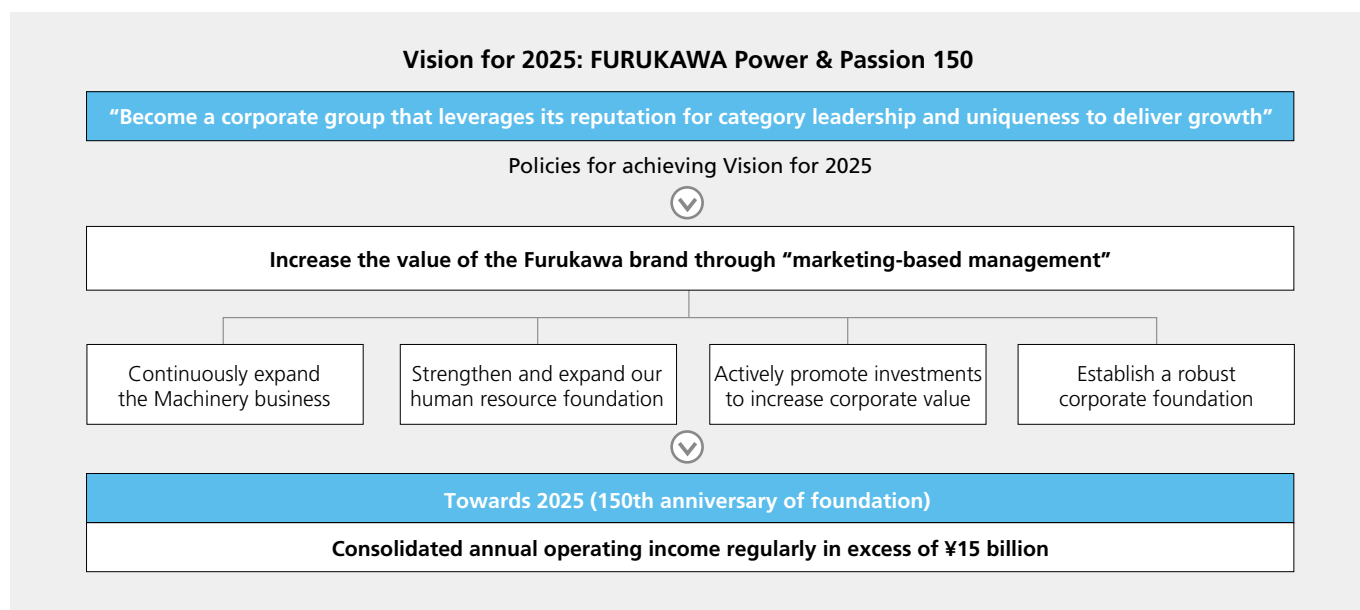 Vision for 2025: FURUKAWA Power & Passion 150
“Become a corporate group that leverages its reputation for category leadership and uniqueness to deliver growth”
Policies for achieving Vision for 2025
Increase the value of the Furukawa brand through “marketing-based management”
Continuously expand
the Machinery business
Strengthen and expand our
human resource foundation
Actively promote investments
to increase corporate value
Establish a robust
corporate foundation
Towards 2025 (150th anniversary of foundation)
Consolidated annual operating income regularly in excess of ¥15 billion